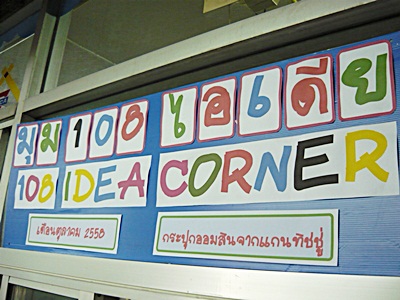 มุม 108 ไอเดีย
108 IDEA CORNER
เดือนตุลาคม 2558
กระปุกออมสินจากแกนทิชชู่